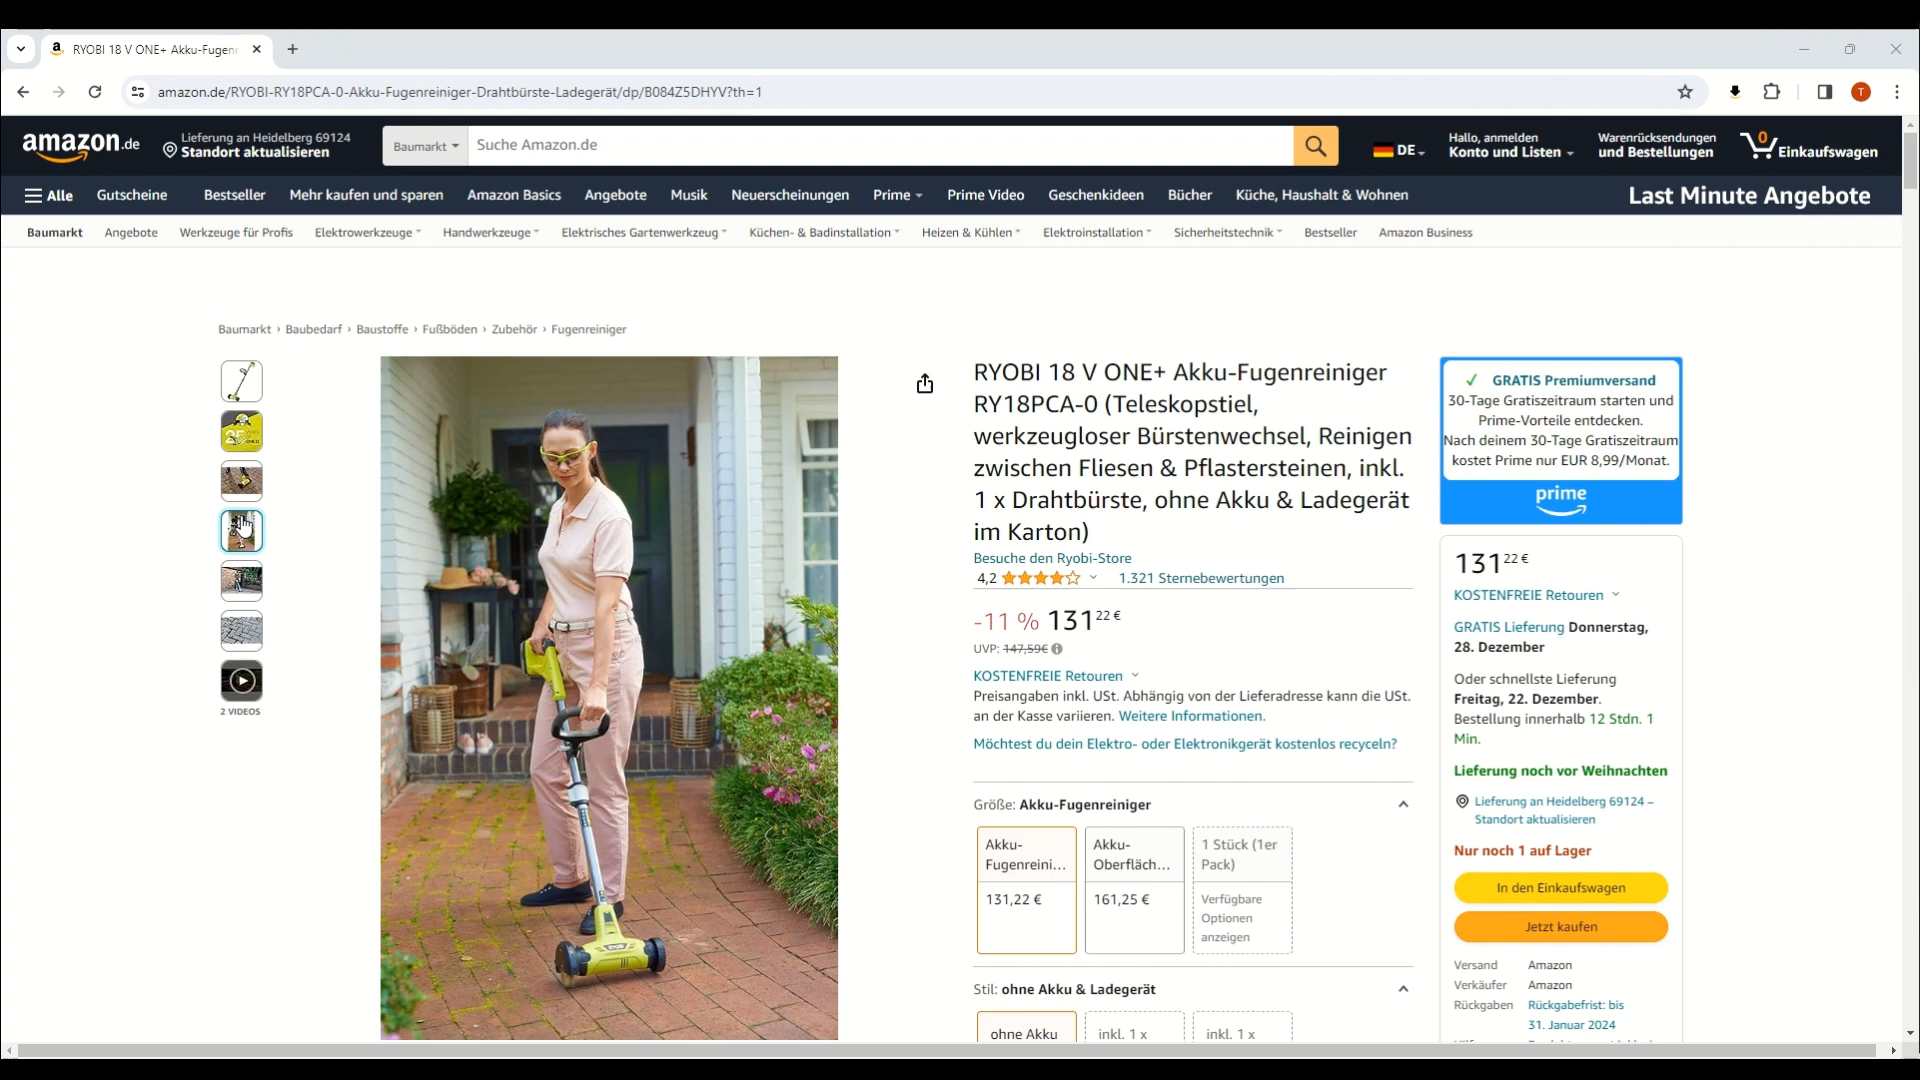 RYOBI 18 V ONE+ Akku-Fugenr
amazon.de/RYOBI-RY18PCA-0-Akku-Fugenreiniger-Drahtbürste-Ladegerät/dp/B084Z5DHYV?th=1
T
amazon.de
Lieferung an Heidelberg 69124
Standort aktualisieren
Baumarkt
Suche Amazon.de
DE
Hallo, anmelden
Konto und Listen
Warenrücksendungen
und Bestellungen
0
Einkaufswagen
Alle
Gutscheine
Bestseller
Mehr kaufen und sparen
Amazon Basics
Angebote
Musik
Neuerscheinungen
Prime
Prime Video
Geschenkideen
Bücher
Küche, Haushalt & Wohnen
Last Minute Angebote
Baumarkt
Angebote
Werkzeuge für Profis
Elektrowerkzeuge
Handwerkzeuge
Elektrisches Gartenwerkzeug
Küchen- & Badinstallation
Heizen & Kühlen
Elektroinstallation
Sicherheitstechnik
Bestseller
Amazon Business
Baumarkt › Baubedarf › Baustoffe › Fußböden › Zubehör › Fugenreiniger
2 VIDEOS
RYOBI 18 V ONE+ Akku-Fugenreiniger
RY18PCA-0 (Teleskopstiel,
werkzeugloser Bürstenwechsel, Reinigen
zwischen Fliesen & Pflastersteinen, inkl.
1 x Drahtbürste, ohne Akku & Ladegerät
im Karton)
Besuche den Ryobi-Store
4,2
1.321 Sternebewertungen
-11 % 131 22 €
UVP: 147,59€
KOSTENFREIE Retouren
Preisangaben inkl. USt. Abhängig von der Lieferadresse kann die USt.
an der Kasse variieren. Weitere Informationen.
Möchtest du dein Elektro- oder Elektronikgerät kostenlos recyceln?
Größe: Akku-Fugenreiniger
Akku-
Fugenreini...
131,22 €
Akku-
Oberfläch...
161,25 €
1 Stück (1er
Pack)
Verfügbare
Optionen
anzeigen
Stil: ohne Akku & Ladegerät
ohne Akku
inkl. 1 x
inkl. 1 x
✓ GRATIS Premiumversand
30-Tage Gratiszeitraum starten und
Prime-Vorteile entdecken.
Nach deinem 30-Tage Gratiszeitraum
kostet Prime nur EUR 8,99/Monat.
prime
131 22 €
KOSTENFREIE Retouren
GRATIS Lieferung Donnerstag,
28. Dezember
Oder schnellste Lieferung
Freitag, 22. Dezember.
Bestellung innerhalb 12 Stdn. 1
Min.
Lieferung noch vor Weihnachten
Lieferung an Heidelberg 69124 –
Standort aktualisieren
Nur noch 1 auf Lager
In den Einkaufswagen
Jetzt kaufen
Versand Amazon
Verkäufer Amazon
Rückgaben Rückgabefrist: bis
31. Januar 2024